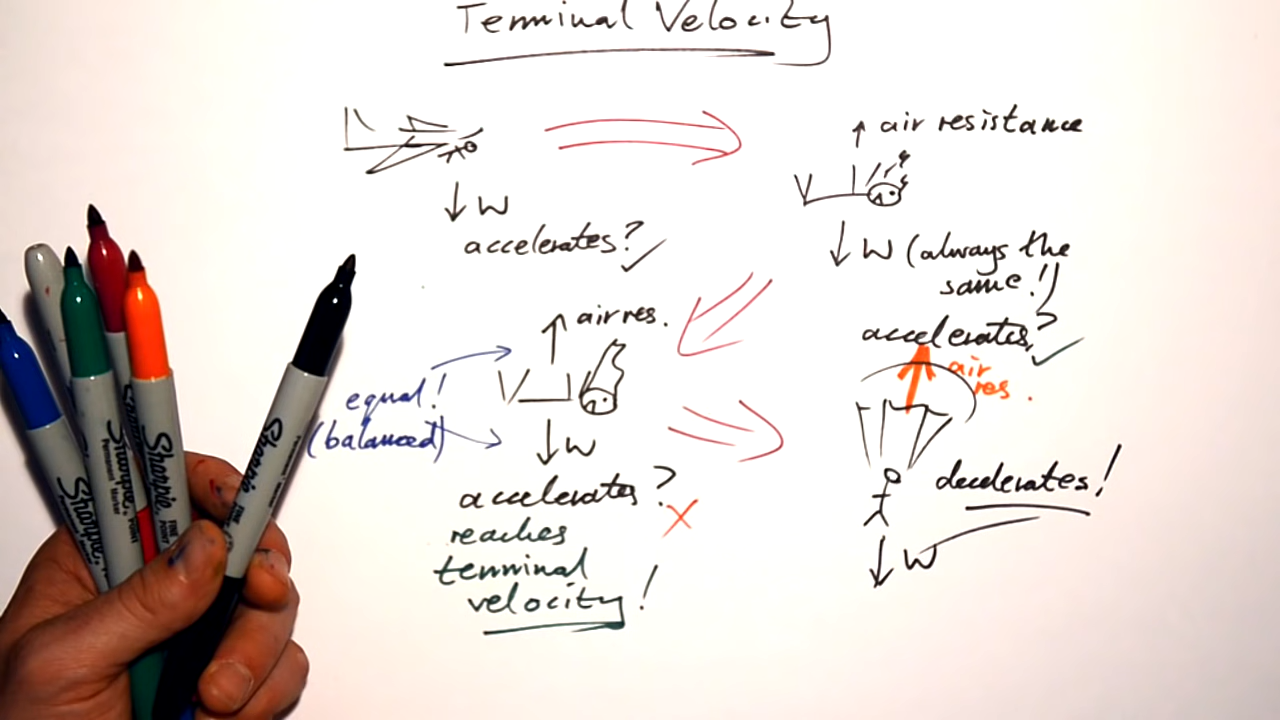 Terminal Velocity
↑ air resistance
↓ W
accelerates? ✓
↓ W (always the
same!)
accelerates? ✓
↑ air res.
equal!
(balanced)
↓ W
accelerates? X
reaches
terminal
velocity!
air
res.
decelerates!
↓ W
Sharpie
Sharpie
Sharpie
Sharpie